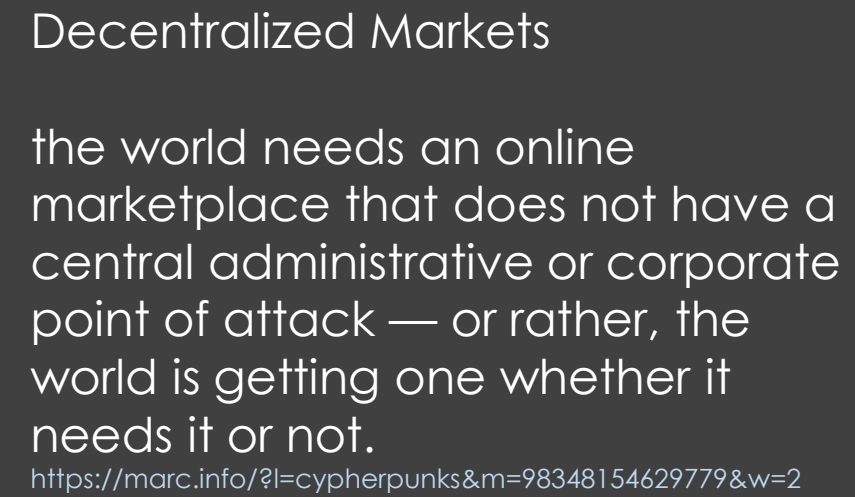 Decentralized Markets
the world needs an online
marketplace that does not have a
central administrative or corporate
point of attack — or rather, the
world is getting one whether it
needs it or not.
https://marc.info/?l=cypherpunks&m=98348154629779&w=2